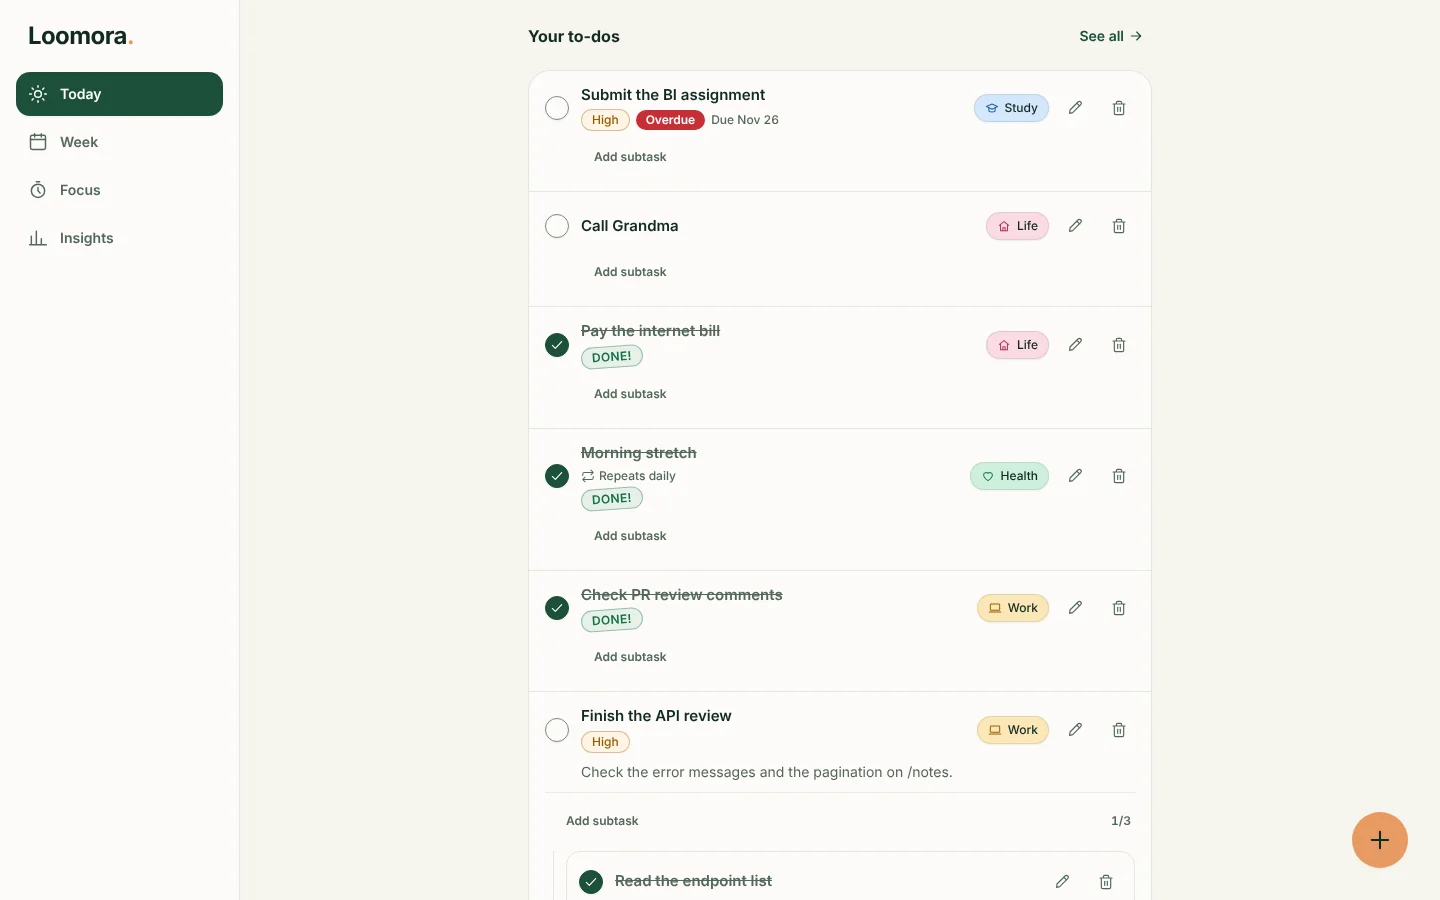 Loomora.
Today
Week
Focus
Insights
Your to-dos
See all →
Submit the BI assignment
High Overdue Due Nov 26
Study
Add subtask
Call Grandma
Life
Add subtask
Pay the internet bill
DONE!
Life
Add subtask
Morning stretch
Repeats daily
DONE!
Health
Add subtask
Check PR review comments
DONE!
Work
Add subtask
Finish the API review
High
Work
Check the error messages and the pagination on /notes.
Add subtask 1/3
Read the endpoint list